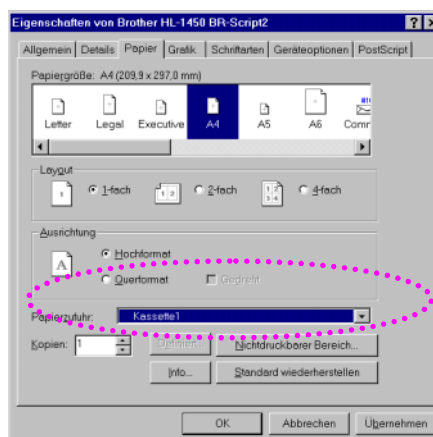 Eigenschaften von Brother HL-1450 BR-Script2
Allgemein Details Papier Grafik Schriftarten Geräteoptionen PostScript
Papiergröße: A4 (209,9 x 297,0 mm)
Letter Legal Executive A4 A5 A6 Comm
Layout
1-fach 2-fach 4-fach
Ausrichtung
Hochformat
Querformat Gedreht
Papierzufuhr: Kassette1
Kopien: 1 Nichtdruckbarer Bereich...
Info... Standard wiederherstellen
OK Abbrechen Übernehmen